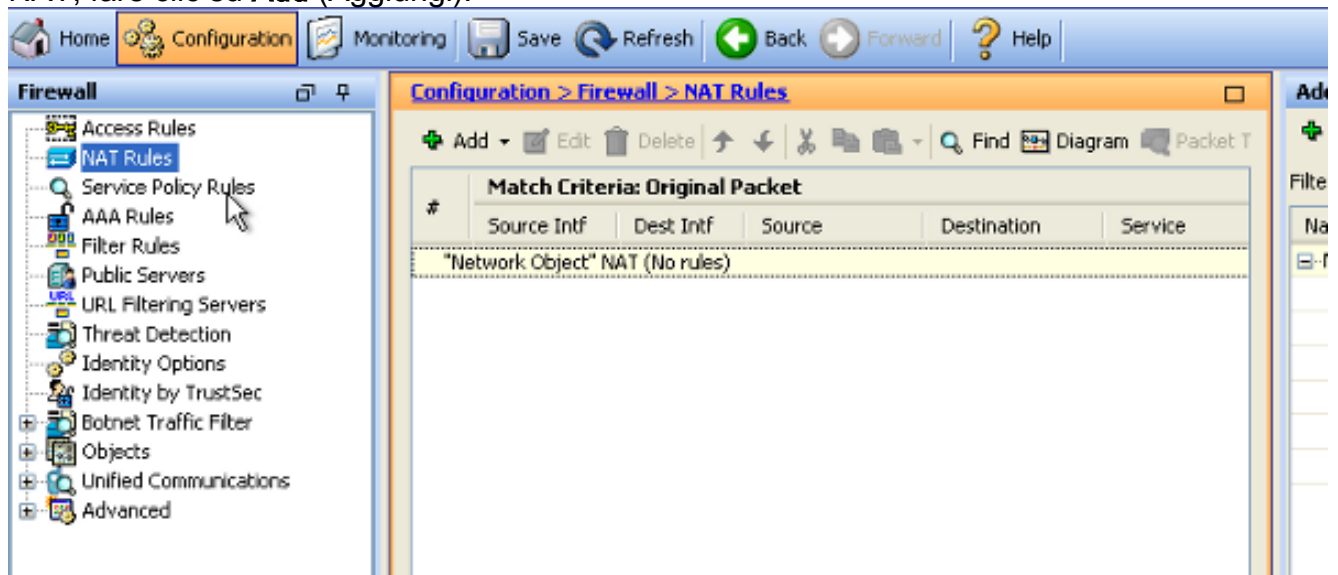 Home Configuration Monitoring Save Refresh Back Forward Help
Firewall
Access Rules
NAT Rules
Service Policy Rules
AAA Rules
Filter Rules
Public Servers
URL Filtering Servers
Threat Detection
Identity Options
Identity by TrustSec
Botnet Traffic Filter
Objects
Unified Communications
Advanced
Configuration > Firewall > NAT Rules
Add Edit Delete Find Diagram Packet T
# Match Criteria: Original Packet
Source Intf Dest Intf Source Destination Service
"Network Object" NAT (No rules)
Filte
Na